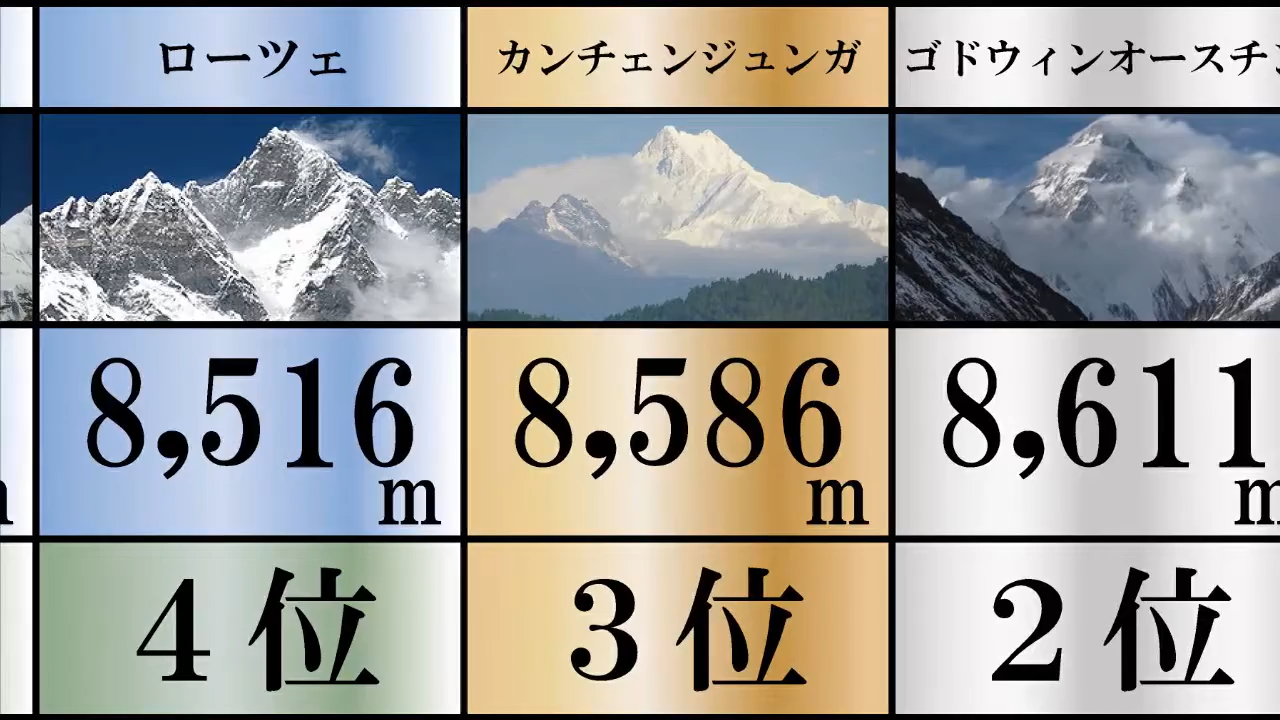 ローツェ
カンチェンジュンガ
ゴドウィンオースチ
8,516
m
8,586
m
8,611
m
4位
3位
2位